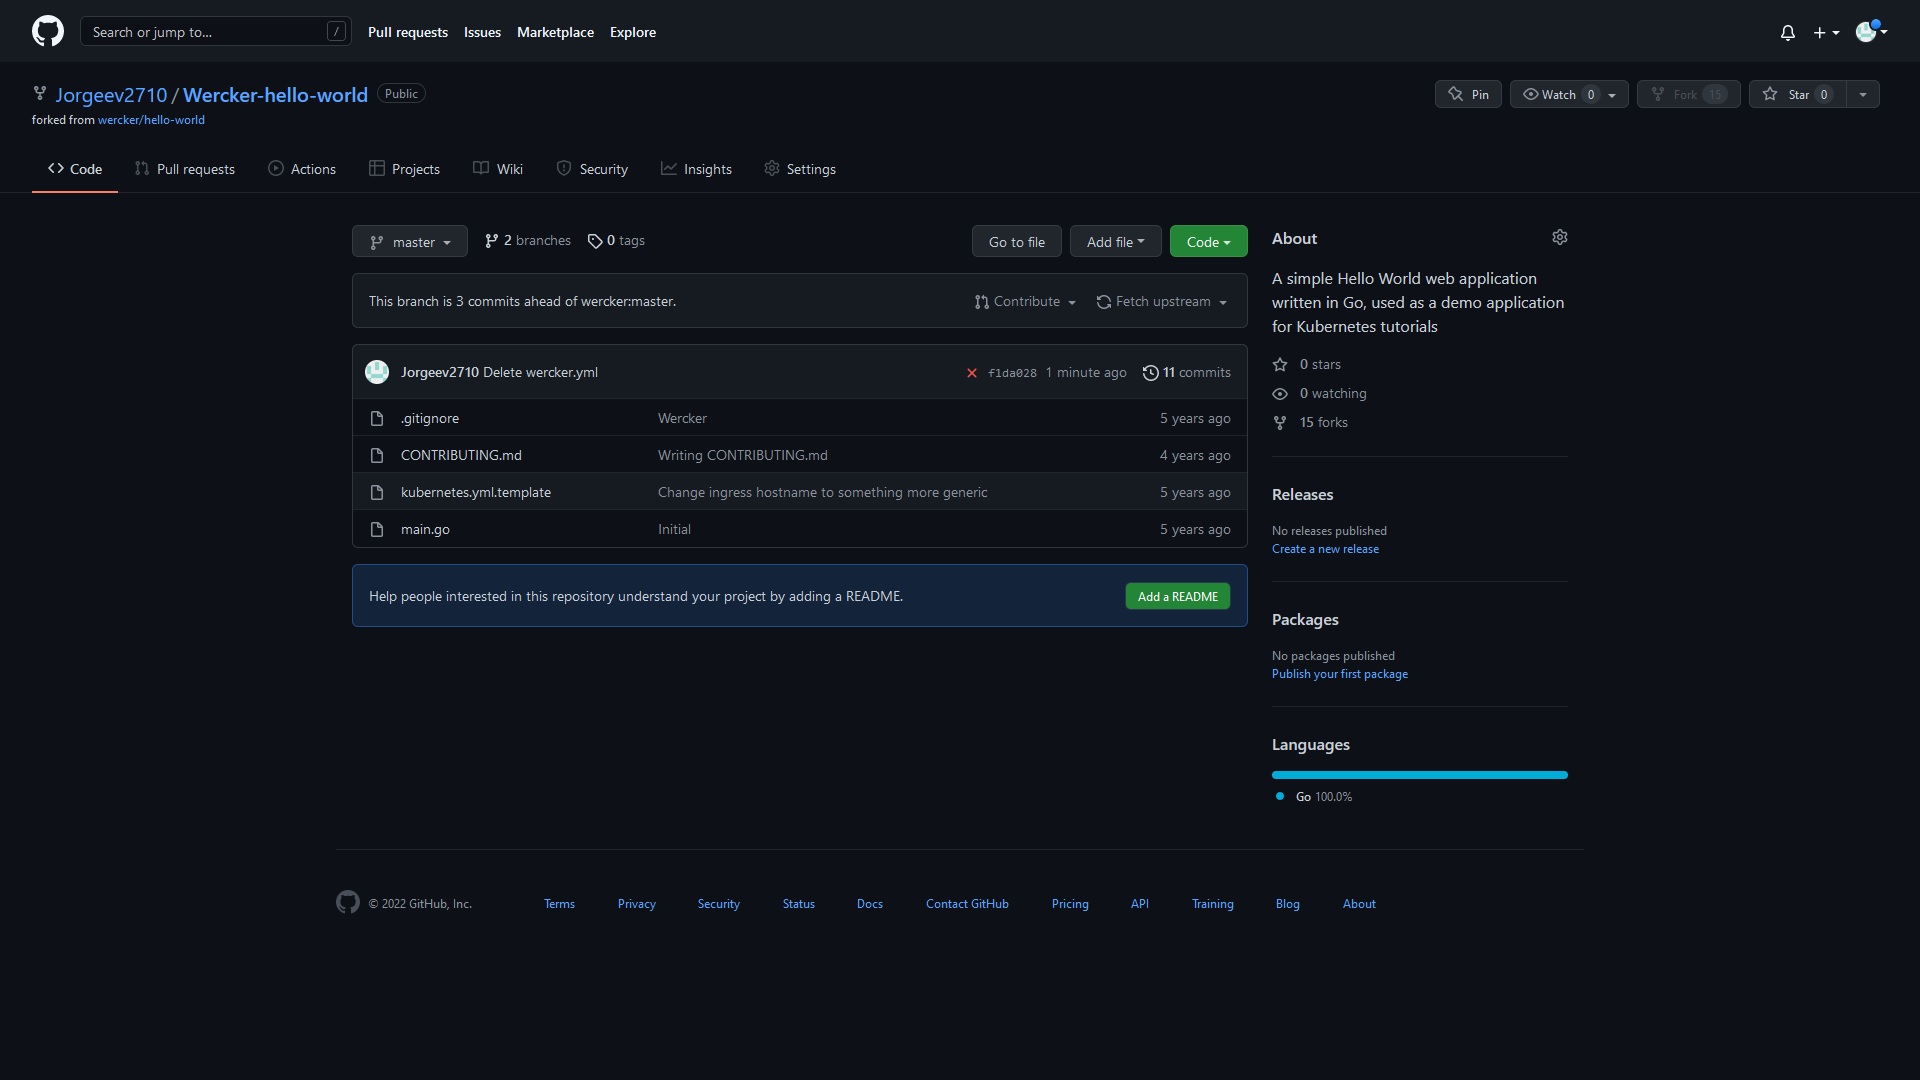 Search or jump to... /
Pull requests Issues Marketplace Explore
Jorgeev2710 / Wercker-hello-world Public
forked from wercker/hello-world
Pin Watch 0 Fork 15 Star 0
Code Pull requests Actions Projects Wiki Security Insights Settings
master 2 branches 0 tags Go to file Add file Code
This branch is 3 commits ahead of wercker:master. Contribute Fetch upstream
Jorgeev2710 Delete wercker.yml f1da028 1 minute ago 11 commits
.gitignore Wercker 5 years ago
CONTRIBUTING.md Writing CONTRIBUTING.md 4 years ago
kubernetes.yml.template Change ingress hostname to something more generic 5 years ago
main.go Initial 5 years ago
Help people interested in this repository understand your project by adding a README. Add a README
About
A simple Hello World web application
written in Go, used as a demo application
for Kubernetes tutorials
0 stars
0 watching
15 forks
Releases
No releases published
Create a new release
Packages
No packages published
Publish your first package
Languages
Go 100.0%
© 2022 GitHub, Inc. Terms Privacy Security Status Docs Contact GitHub Pricing API Training Blog About